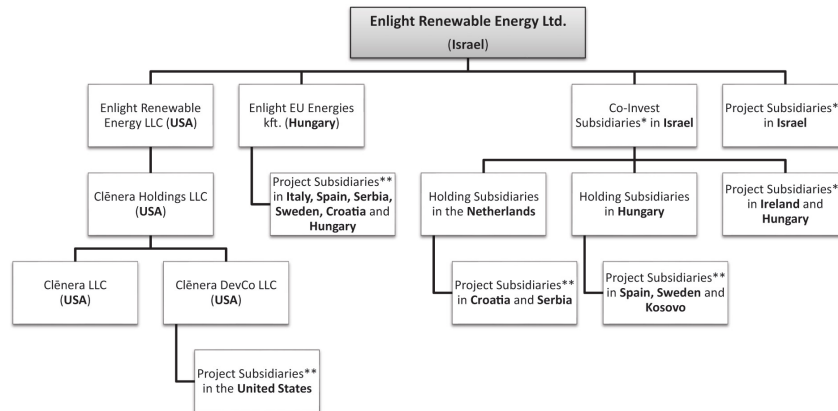 Enlight Renewable Energy Ltd.
(Israel)
Enlight Renewable
Energy LLC (USA)
Enlight EU Energies
kft. (Hungary)
Co-Invest
Subsidiaries* in Israel
Project Subsidiaries*
in Israel
Clēnera Holdings LLC
(USA)
Project Subsidiaries**
in Italy, Spain, Serbia,
Sweden, Croatia and
Hungary
Holding Subsidiaries
in the Netherlands
Holding Subsidiaries
in Hungary
Project Subsidiaries*
in Ireland and
Hungary
Clēnera LLC
(USA)
Clēnera DevCo LLC
(USA)
Project Subsidiaries**
in Croatia and Serbia
Project Subsidiaries**
in Spain, Sweden and
Kosovo
Project Subsidiaries**
in the United States